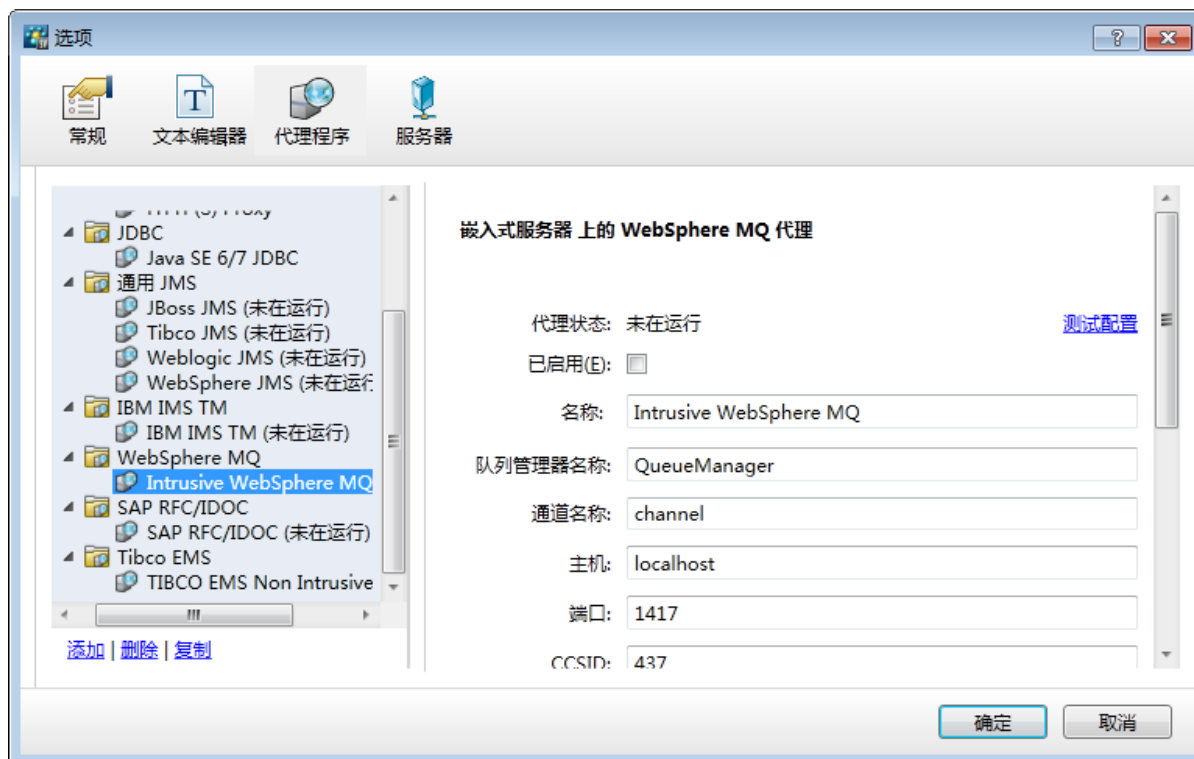 选项
常规
文本编辑器
代理程序
服务器
JDBC
Java SE 6/7 JDBC
通用 JMS
JBoss JMS (未在运行)
Tibco JMS (未在运行)
Weblogic JMS (未在运行)
WebSphere JMS (未在运行
IBM IMS TM
IBM IMS TM (未在运行)
WebSphere MQ
Intrusive WebSphere MQ
SAP RFC/IDOC
SAP RFC/IDOC (未在运行)
Tibco EMS
TIBCO EMS Non Intrusive
添加 | 删除 | 复制
嵌入式服务器 上的 WebSphere MQ 代理
代理状态: 未在运行 测试配置
已启用(E):
名称: Intrusive WebSphere MQ
队列管理器名称: QueueManager
通道名称: channel
主机: localhost
端口: 1417
CCSID: 437
确定
取消